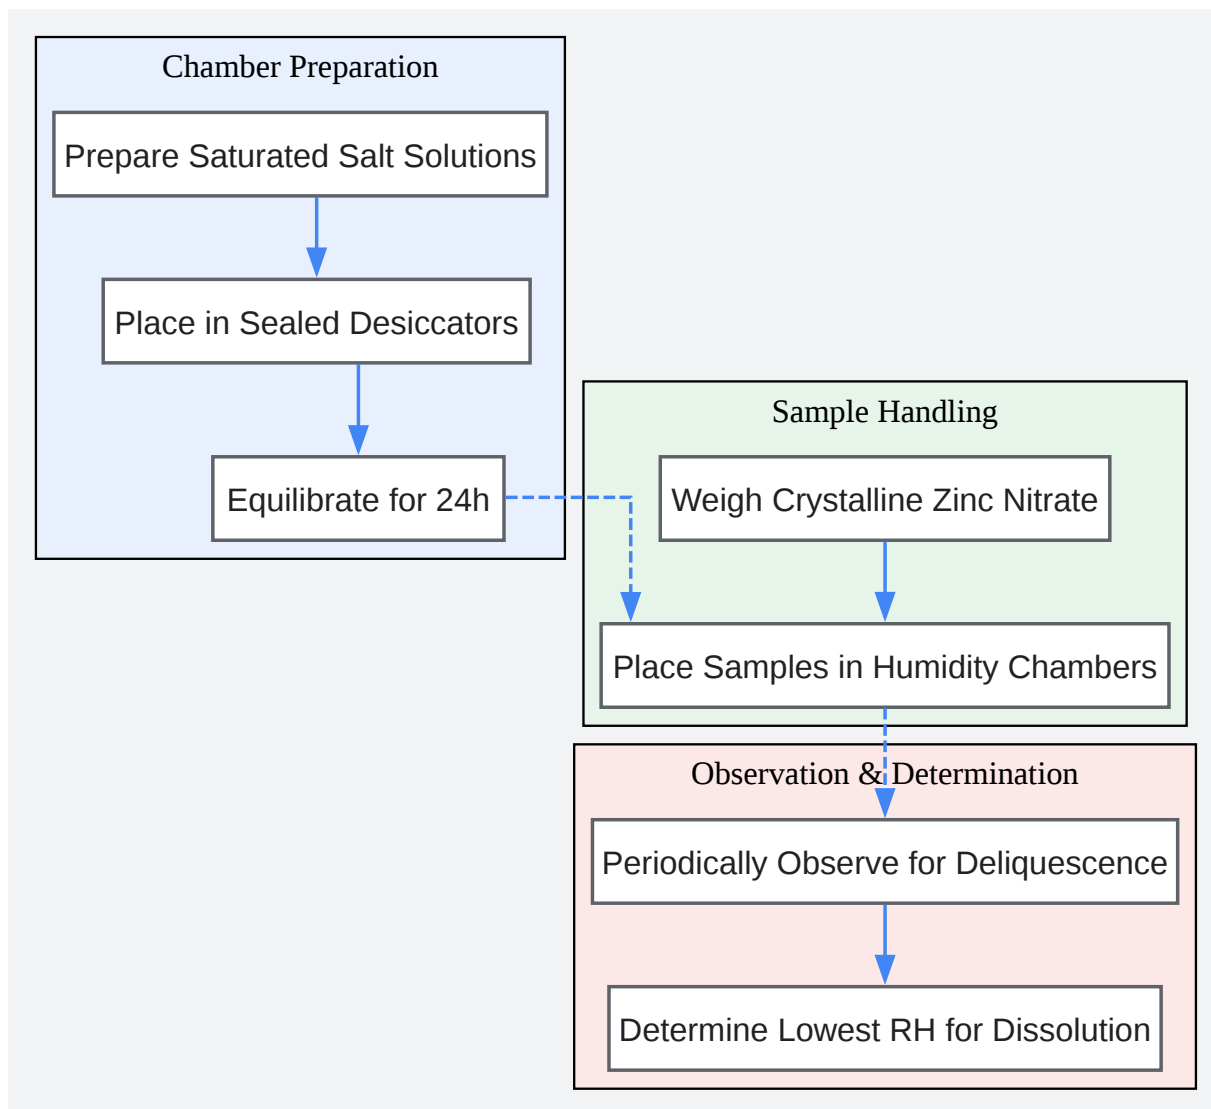 Chamber Preparation
Prepare Saturated Salt Solutions
Place in Sealed Desiccators
Equilibrate for 24h
Sample Handling
Weigh Crystalline Zinc Nitrate
Place Samples in Humidity Chambers
Observation & Determination
Periodically Observe for Deliquescence
Determine Lowest RH for Dissolution